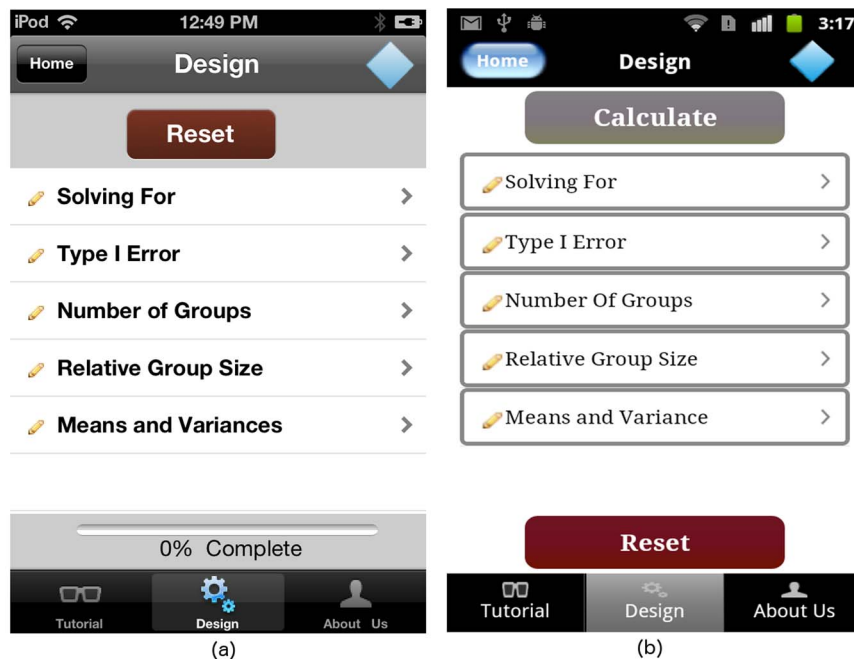 iPod 12:49 PM
Home Design
Reset
Solving For
Type I Error
Number of Groups
Relative Group Size
Means and Variances
0% Complete
Tutorial Design About Us
(a)
3:17
Home Design
Calculate
Solving For
Type I Error
Number Of Groups
Relative Group Size
Means and Variance
Reset
Tutorial Design About Us
(b)